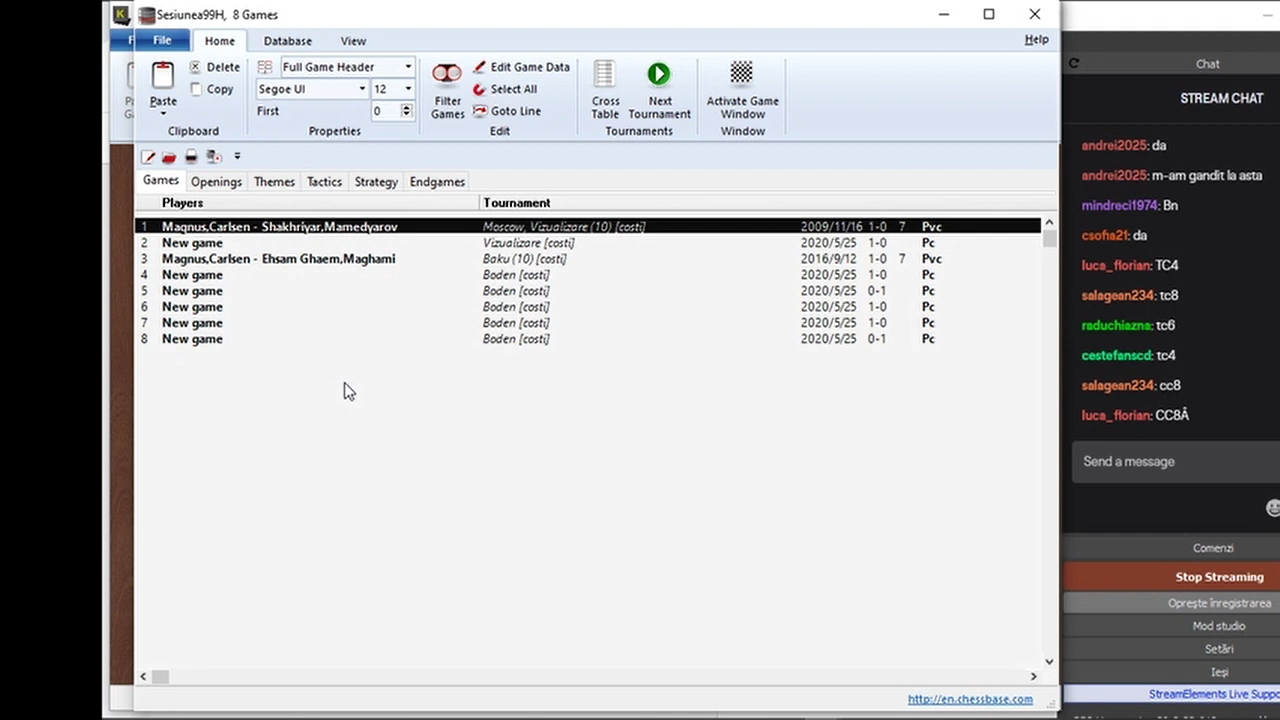 Sesiunea99H, 8 Games
File Home Database View Help
Paste
Delete
Copy
Clipboard
Full Game Header
Segoe UI 12
First 0
Properties
Filter Games
Edit Game Data
Select All
Goto Line
Edit
Cross Table
Next Tournament
Tournaments
Activate Game Window
Window
Games Openings Themes Tactics Strategy Endgames
Players Tournament
1 Magnus,Carlsen - Shakhriyar,Mamedyarov Moscow, Vizualizare (10) [costi] 2009/11/16 1-0 7 Pvc
2 New game Vizualizare [costi] 2020/5/25 1-0 Pc
3 Magnus,Carlsen - Ehsam Ghaem,Maghami Baku (10) [costi] 2016/9/12 1-0 7 Pvc
4 New game Boden [costi] 2020/5/25 1-0 Pc
5 New game Boden [costi] 2020/5/25 0-1 Pc
6 New game Boden [costi] 2020/5/25 1-0 Pc
7 New game Boden [costi] 2020/5/25 1-0 Pc
8 New game Boden [costi] 2020/5/25 0-1 Pc
http://en.chessbase.com
Chat
STREAM CHAT
andrei2025: da
andrei2025: m-am gandit la asta
mindreci1974: Bn
csofia21: da
luca_florian: TC4
salagean234: tc8
raduchiazna: tc6
cestefanscd: tc4
salagean234: cc8
luca_florian: CC8Â
Send a message
Comenzi
Stop Streaming
Oprește înregistrarea
Mod studio
Setări
Ieși
StreamElements Live Suppo